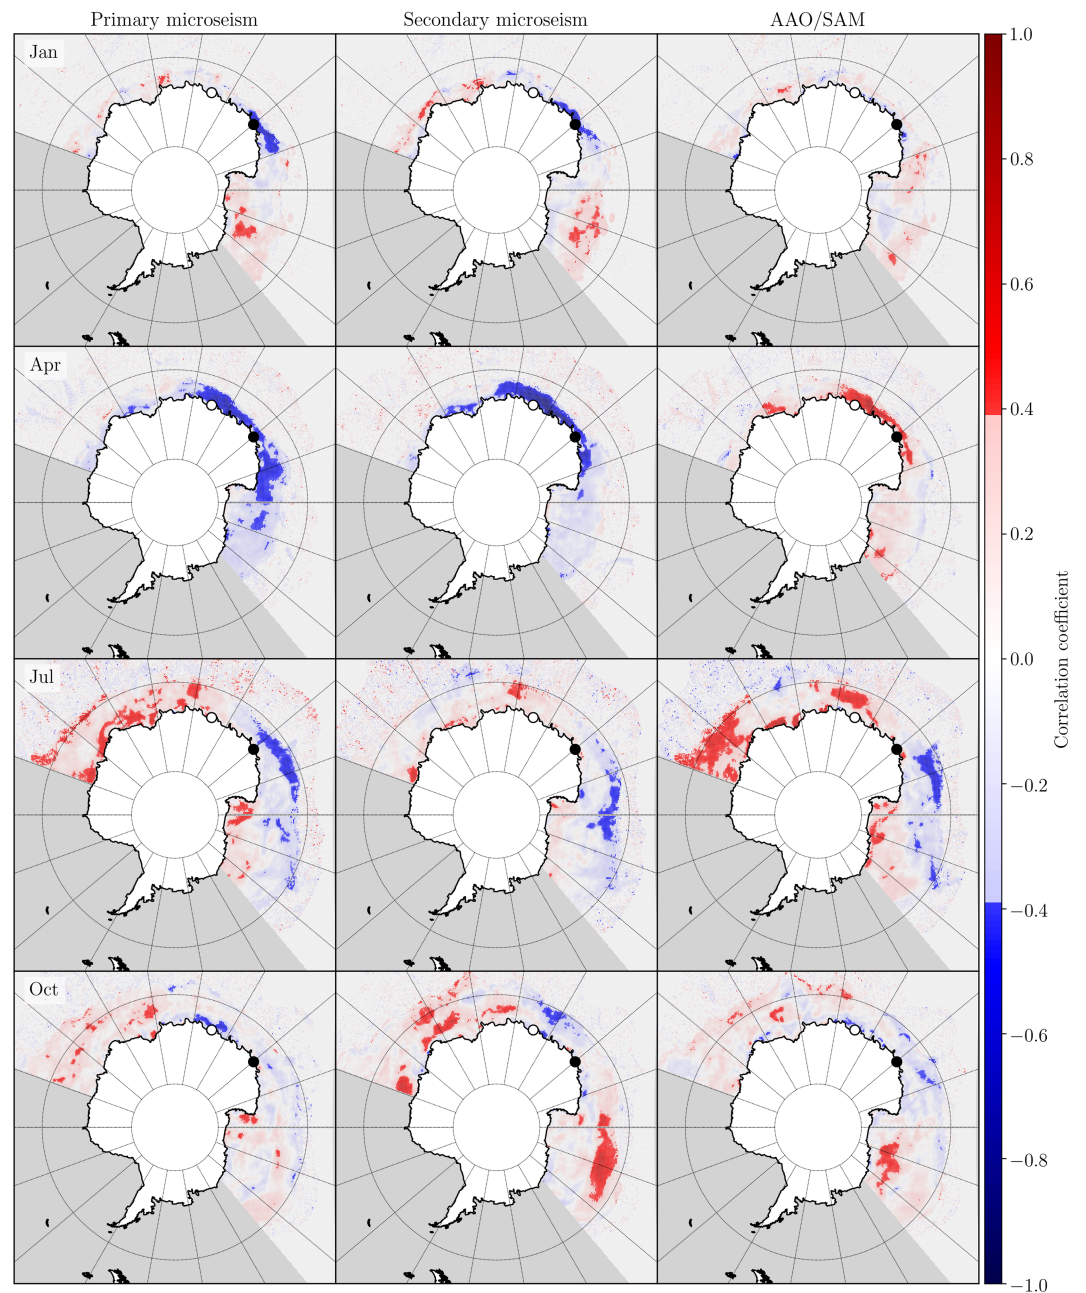 Primary microseism Secondary microseism AAO/SAM
Jan
Apr
Jul
Oct
1.0
0.8
0.6
0.4
0.2
0.0
−0.2
−0.4
−0.6
−0.8
−1.0
Correlation coefficient